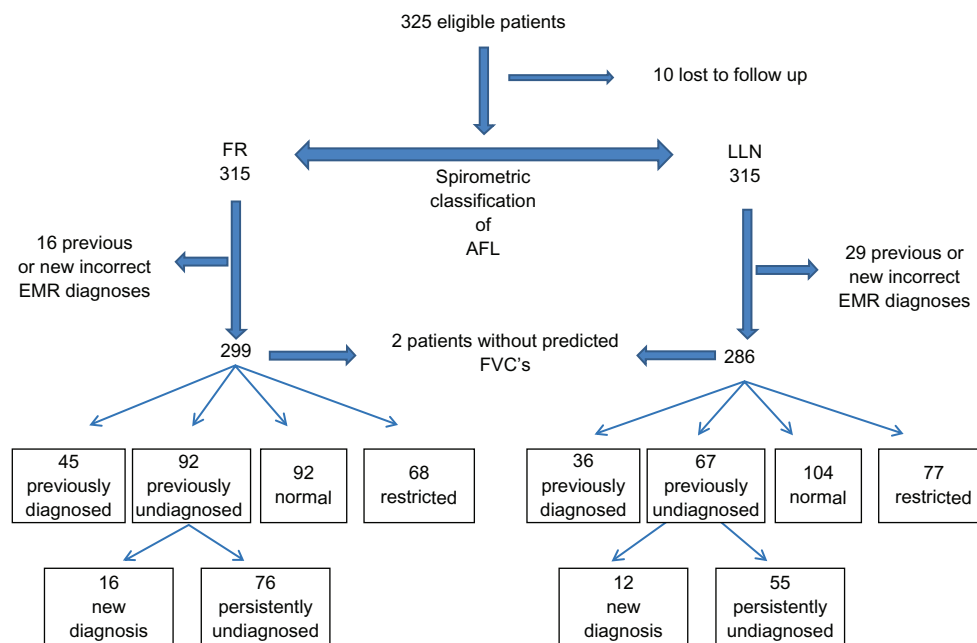 325 eligible patients
10 lost to follow up
FR
315
LLN
315
Spirometric
classification
of
AFL
16 previous
or new incorrect
EMR diagnoses
29 previous or
new incorrect
EMR diagnoses
299
2 patients without predicted
FVC's
286
45
previously
diagnosed
92
previously
undiagnosed
92
normal
68
restricted
36
previously
diagnosed
67
previously
undiagnosed
104
normal
77
restricted
16
new
diagnosis
76
persistently
undiagnosed
12
new
diagnosis
55
persistently
undiagnosed